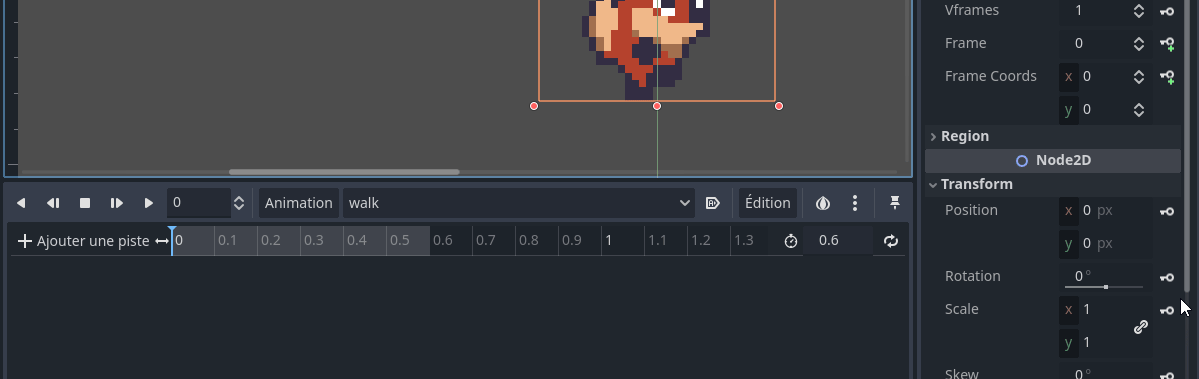 Vframes 1
Frame 0
Frame Coords x 0
y 0
Region
Node2D
Transform
Position x 0 px
y 0 px
Rotation 0 °
Scale x 1
y 1
Skew 0 °
0 Animation walk Édition
Ajouter une piste 0 0.1 0.2 0.3 0.4 0.5 0.6 0.7 0.8 0.9 1 1.1 1.2 1.3 0.6